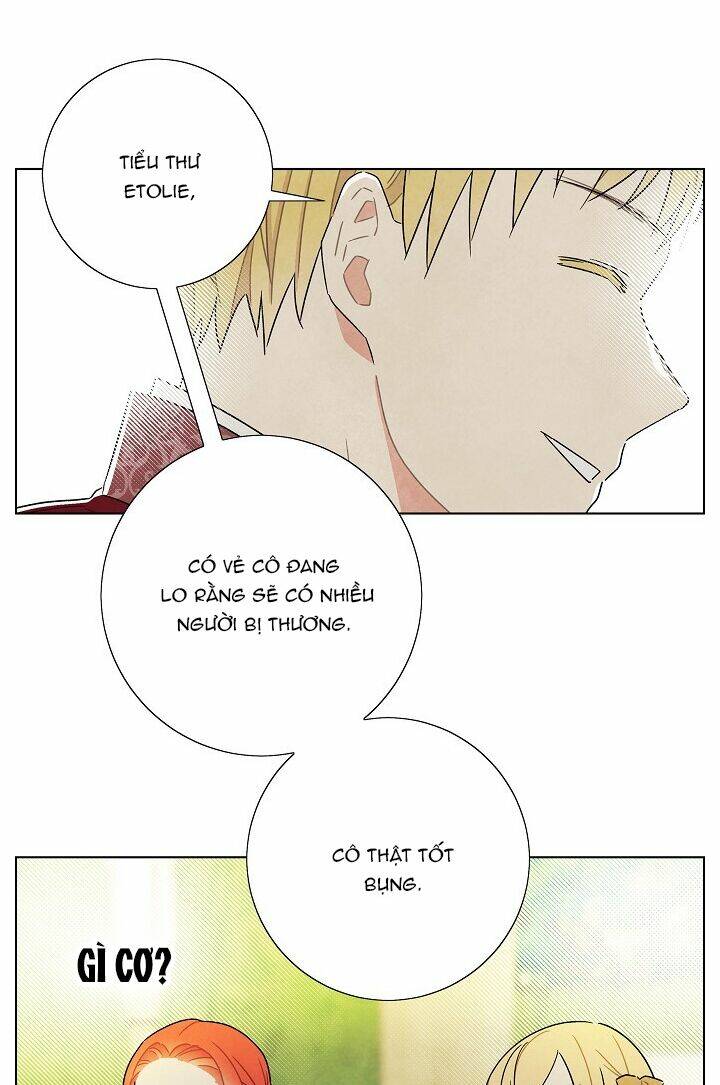 TIỂU THƯ
ETOLIE,
CÓ VẺ CÔ ĐANG
LO RẰNG SẼ CÓ NHIỀU
NGƯỜI BỊ THƯƠNG.
CÔ THẬT TỐT
BỤNG.
GÌ CƠ?